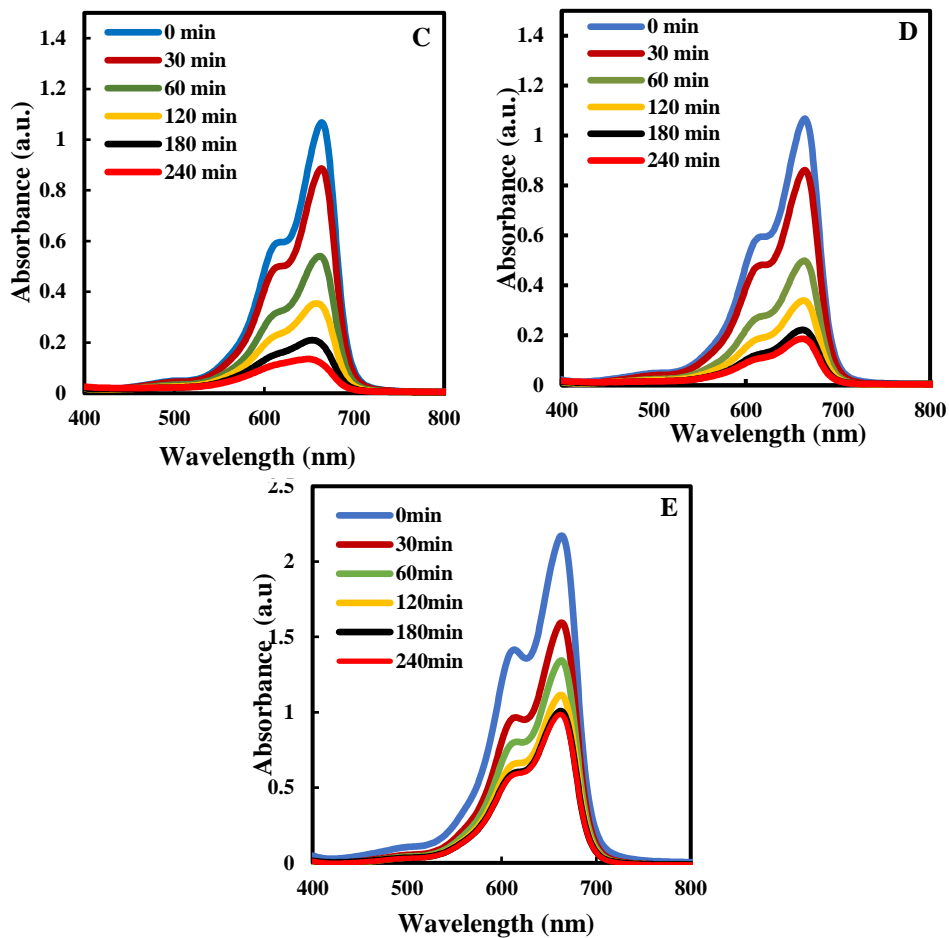 C
1.4
1.2
1
0.8
0.6
0.4
0.2
0
400 500 600 700 800
0 min
30 min
60 min
120 min
180 min
240 min
Absorbance (a.u.)
Wavelength (nm)
D
1.4
1.2
1
0.8
0.6
0.4
0.2
0
400 500 600 700 800
0 min
30 min
60 min
120 min
180 min
240 min
Absorbance (a.u.)
Wavelength (nm)
E
2.5
2
1.5
1
0.5
0
400 500 600 700 800
0min
30min
60min
120min
180min
240min
Absorbance (a.u)
Wavelength (nm)